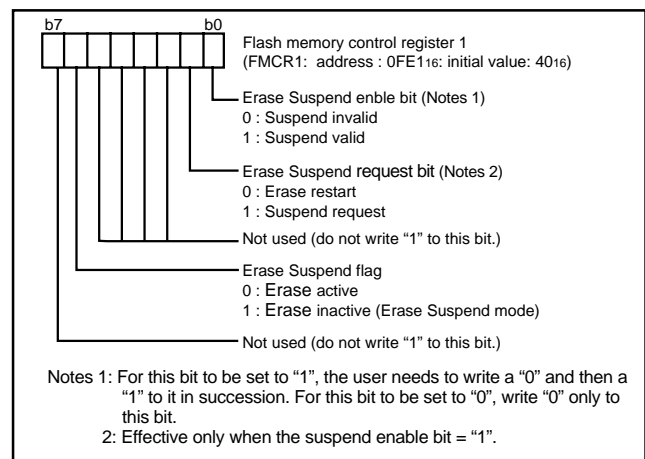 b7 b0
Flash memory control register 1
(FMCR1: address : 0FE116: initial value: 4016)
Erase Suspend enble bit (Notes 1)
0 : Suspend invalid
1 : Suspend valid
Erase Suspend request bit (Notes 2)
0 : Erase restart
1 : Suspend request
Not used (do not write “1” to this bit.)
Erase Suspend flag
0 : Erase active
1 : Erase inactive (Erase Suspend mode)
Not used (do not write “1” to this bit.)
Notes 1: For this bit to be set to “1”, the user needs to write a “0” and then a
“1” to it in succession. For this bit to be set to “0”, write “0” only to
this bit.
2: Effective only when the suspend enable bit = “1”.